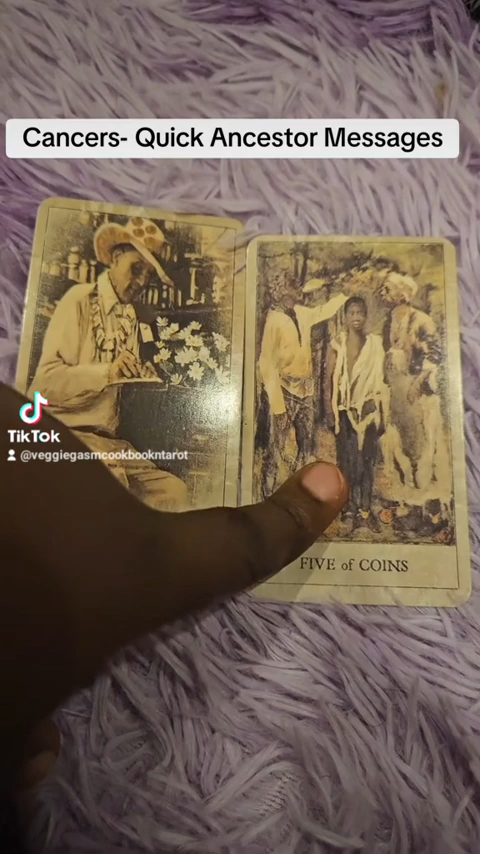 Cancers- Quick Ancestor Messages
TikTok
@veggiegasmcookbookntarot
FIVE of COINS